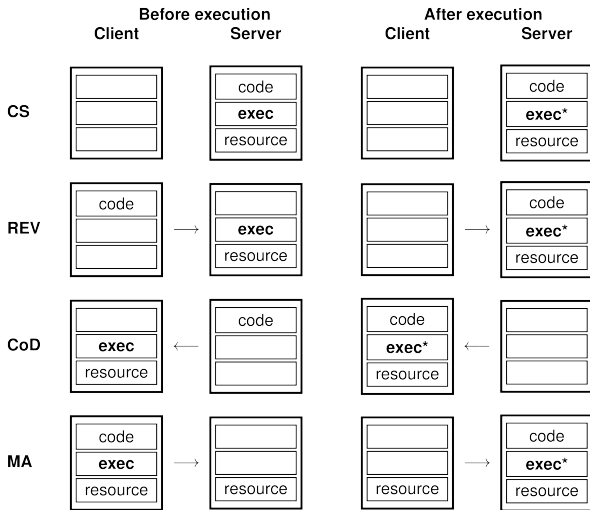 Before execution After execution
Client Server Client Server
code code
CS exec exec*
resource resource
code code
REV exec exec*
resource resource
code code
CoD exec exec*
resource resource
code code
MA exec exec*
resource resource resource resource